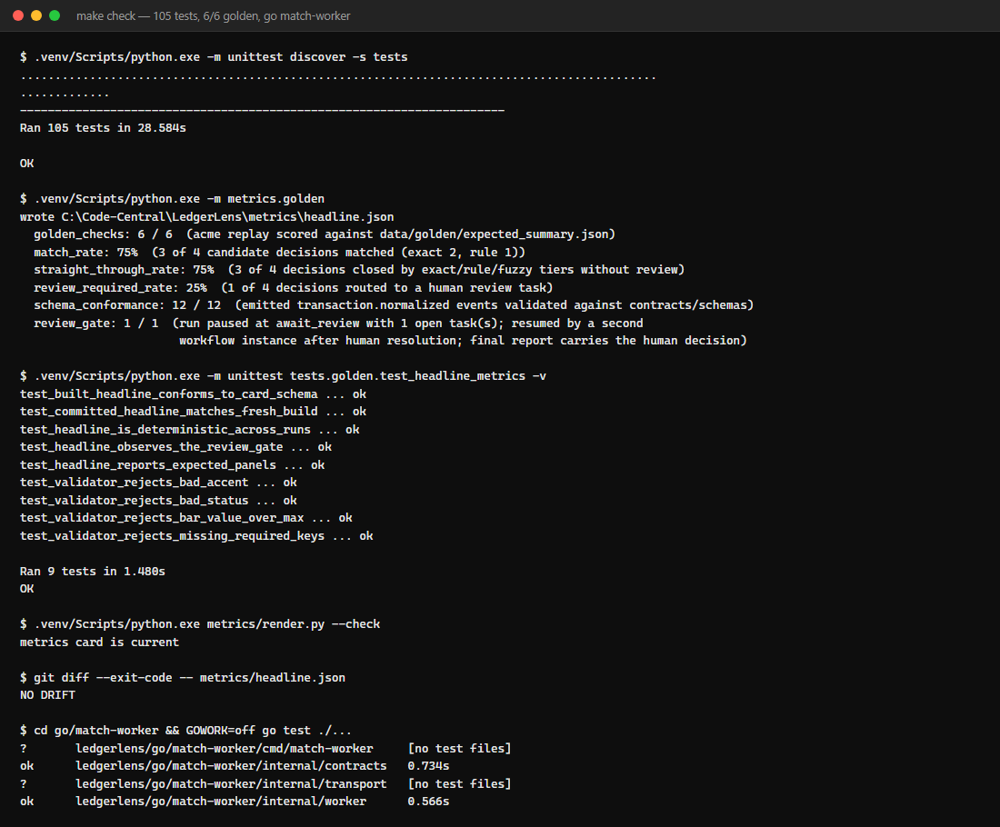 make check — 105 tests, 6/6 golden, go match-worker
$ .venv/Scripts/python.exe -m unittest discover -s tests
............................................................................................
.............
----------------------------------------------------------------------
Ran 105 tests in 28.584s
OK
$ .venv/Scripts/python.exe -m metrics.golden
wrote C:\Code-Central\LedgerLens\metrics\headline.json
golden_checks: 6 / 6  (acme replay scored against data/golden/expected_summary.json)
match_rate: 75%  (3 of 4 candidate decisions matched (exact 2, rule 1))
straight_through_rate: 75%  (3 of 4 decisions closed by exact/rule/fuzzy tiers without review)
review_required_rate: 25%  (1 of 4 decisions routed to a human review task)
schema_conformance: 12 / 12  (emitted transaction.normalized events validated against contracts/schemas)
review_gate: 1 / 1  (run paused at await_review with 1 open task(s); resumed by a second
workflow instance after human resolution; final report carries the human decision)
$ .venv/Scripts/python.exe -m unittest tests.golden.test_headline_metrics -v
test_built_headline_conforms_to_card_schema ... ok
test_committed_headline_matches_fresh_build ... ok
test_headline_is_deterministic_across_runs ... ok
test_headline_observes_the_review_gate ... ok
test_headline_reports_expected_panels ... ok
test_validator_rejects_bad_accent ... ok
test_validator_rejects_bad_status ... ok
test_validator_rejects_bar_value_over_max ... ok
test_validator_rejects_missing_required_keys ... ok
Ran 9 tests in 1.480s
OK
$ .venv/Scripts/python.exe metrics/render.py --check
metrics card is current
$ git diff --exit-code -- metrics/headline.json
NO DRIFT
$ cd go/match-worker && GOWORK=off go test ./...
?       ledgerlens/go/match-worker/cmd/match-worker     [no test files]
ok      ledgerlens/go/match-worker/internal/contracts   0.734s
?       ledgerlens/go/match-worker/internal/transport   [no test files]
ok      ledgerlens/go/match-worker/internal/worker      0.566s